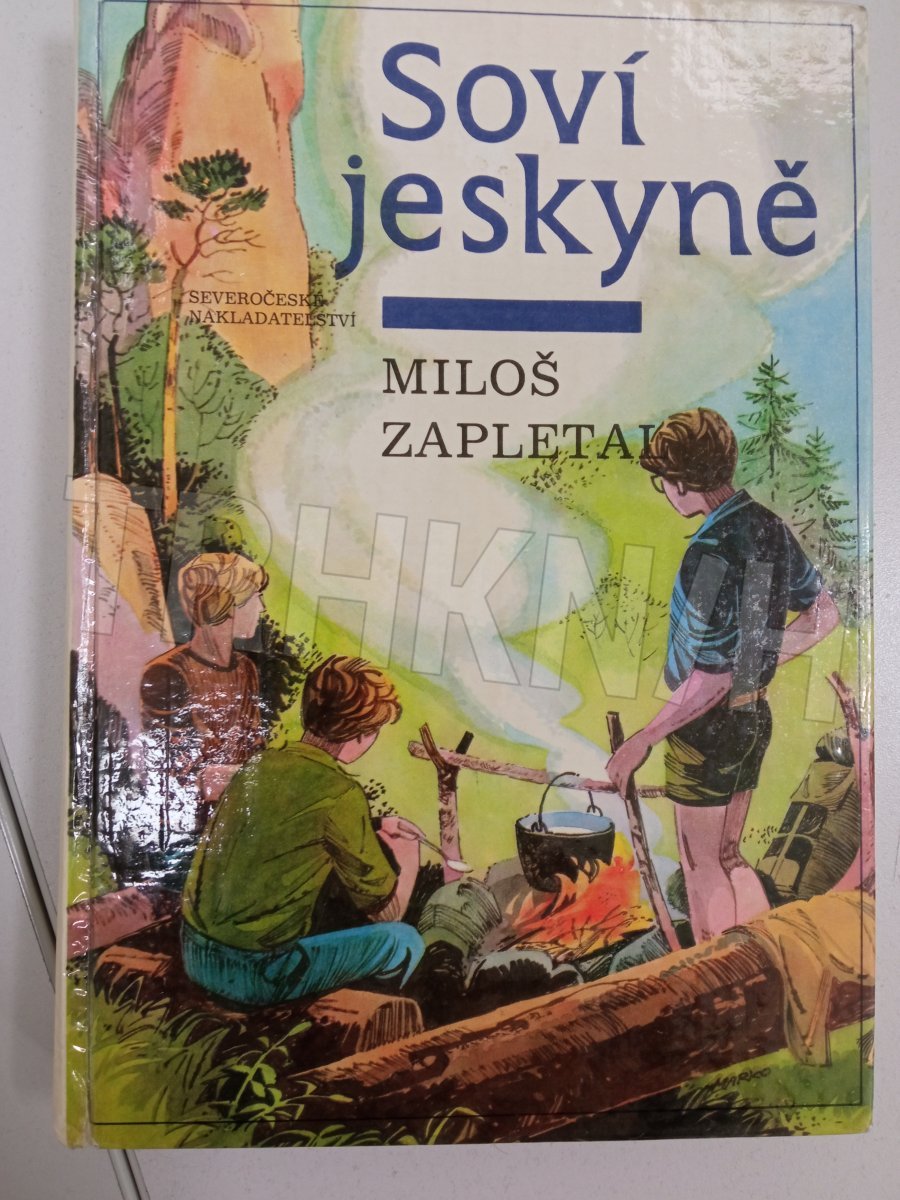 Soví
jeskyně
SEVEROČESKÉ
NAKLADATELSTVÍ
MILOŠ
ZAPLETAL